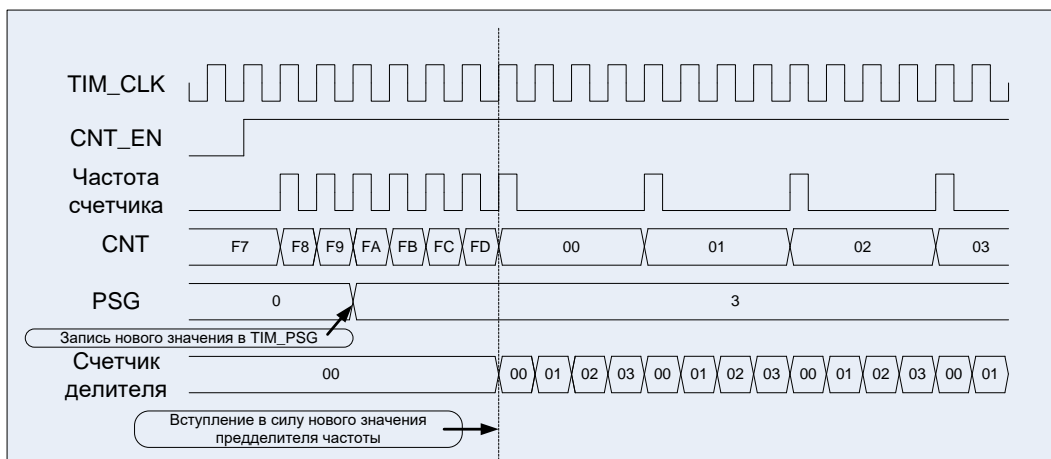 TIM_CLK
CNT_EN
Частота
счетчика
CNT F7 F8 F9 FA FB FC FD 00 01 02 03
PSG 0 3
Запись нового значения в TIM_PSG
Счетчик
делителя 00 00 01 02 03 00 01 02 03 00 01 02 03 00 01
Вступление в силу нового значения
предделителя частоты